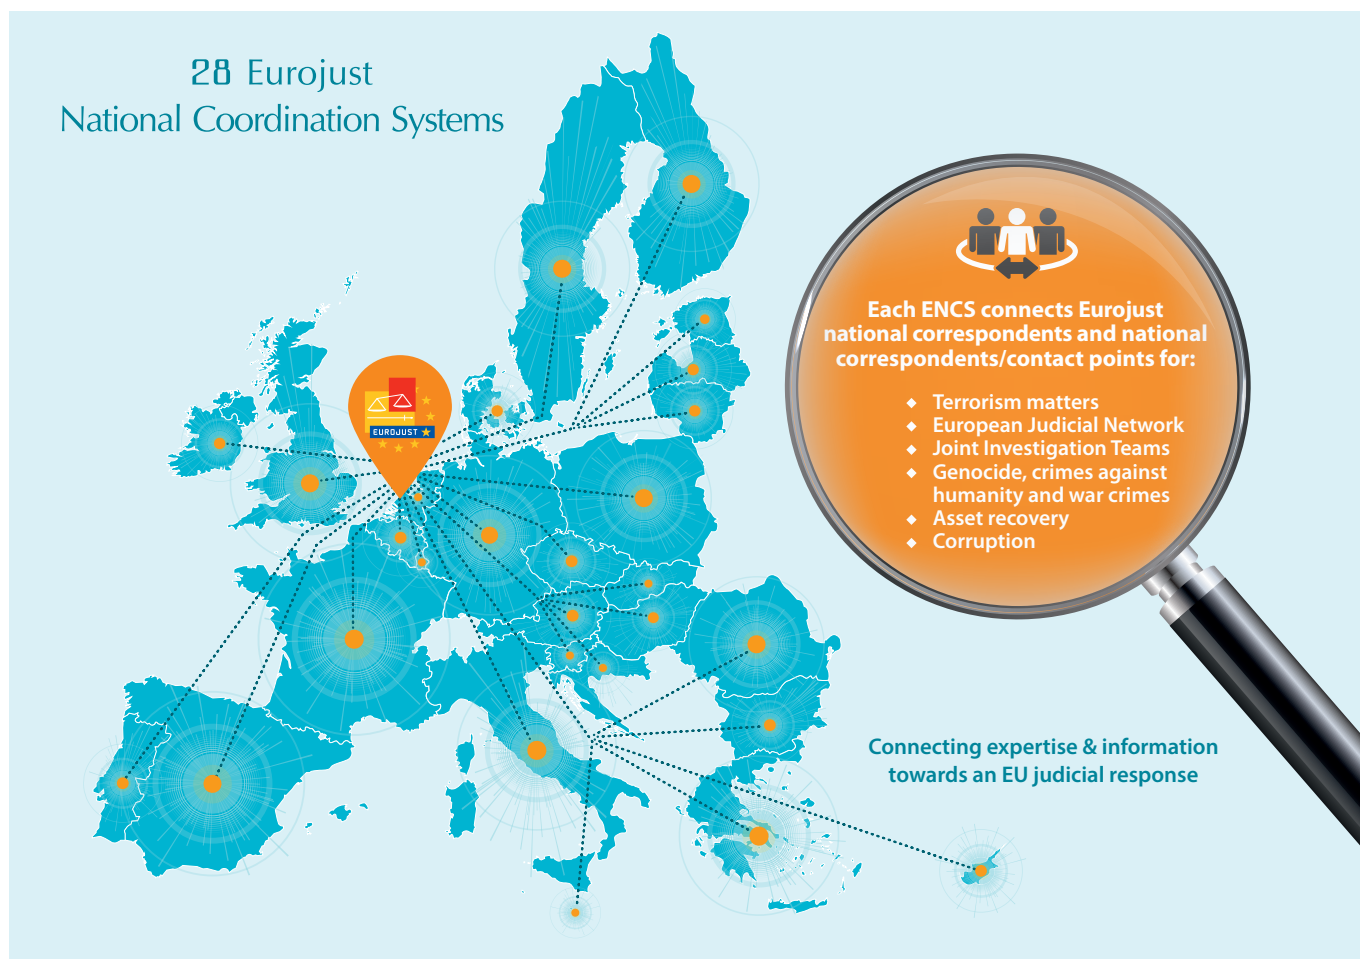 28 Eurojust
National Coordination Systems
EUROJUST
Each ENCS connects Eurojust
national correspondents and national
correspondents/contact points for:
◆ Terrorism matters
◆ European Judicial Network
◆ Joint Investigation Teams
◆ Genocide, crimes against
humanity and war crimes
◆ Asset recovery
◆ Corruption
Connecting expertise & information
towards an EU judicial response